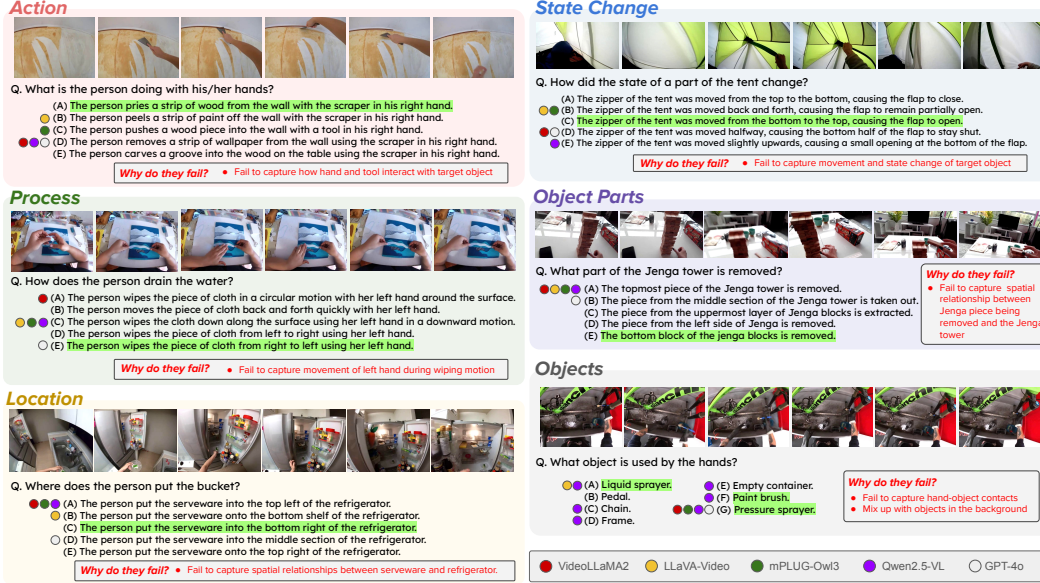 Action
Q. What is the person doing with his/her hands?
(A) The person pries a strip of wood from the wall with the scraper in his right hand.
(B) The person peels a strip of paint off the wall with the scraper in his right hand.
(C) The person pushes a wood piece into the wall with a tool in his right hand.
(D) The person removes a strip of wallpaper from the wall using the scraper in his right hand.
(E) The person carves a groove into the wood on the table using the scraper in his right hand.
Why do they fail? • Fail to capture how hand and tool interact with target object
Process
Q. How does the person drain the water?
(A) The person wipes the piece of cloth in a circular motion with her left hand around the surface.
(B) The person moves the piece of cloth back and forth quickly with her left hand.
(C) The person wipes the cloth down along the surface using her left hand in a downward motion.
(D) The person wipes the piece of cloth from left to right using her left hand.
(E) The person wipes the piece of cloth from right to left using her left hand.
Why do they fail? • Fail to capture movement of left hand during wiping motion
Location
Q. Where does the person put the bucket?
(A) The person put the serveware into the top left of the refrigerator.
(B) The person put the serveware onto the bottom shelf of the refrigerator.
(C) The person put the serveware into the bottom right of the refrigerator.
(D) The person put the serveware into the middle section of the refrigerator.
(E) The person put the serveware onto the top right of the refrigerator.
Why do they fail? • Fail to capture spatial relationships between serveware and refrigerator.
State Change
Q. How did the state of a part of the tent change?
(A) The zipper of the tent was moved from the top to the bottom, causing the flap to close.
(B) The zipper of the tent was moved back and forth, causing the flap to remain partially open.
(C) The zipper of the tent was moved from the bottom to the top, causing the flap to open.
(D) The zipper of the tent was moved halfway, causing the bottom half of the flap to stay shut.
(E) The zipper of the tent was moved slightly upwards, causing a small opening at the bottom of the flap.
Why do they fail? • Fail to capture movement and state change of target object
Object Parts
Q. What part of the Jenga tower is removed?
(A) The topmost piece of the Jenga tower is removed.
(B) The piece from the middle section of the Jenga tower is taken out.
(C) The piece from the uppermost layer of Jenga blocks is extracted.
(D) The piece from the left side of Jenga is removed.
(E) The bottom block of the jenga blocks is removed.
Why do they fail?
• Fail to capture spatial
relationship between
Jenga piece being
removed and the Jenga
tower
Objects
Q. What object is used by the hands?
(A) Liquid sprayer.
(B) Pedal.
(C) Chain.
(D) Frame.
(E) Empty container.
(F) Paint brush.
(G) Pressure sprayer.
Why do they fail?
• Fail to capture hand-object contacts
• Mix up with objects in the background
VideoLLaMA2 LLaVA-Video mPLUG-Owl3 Qwen2.5-VL GPT-4o